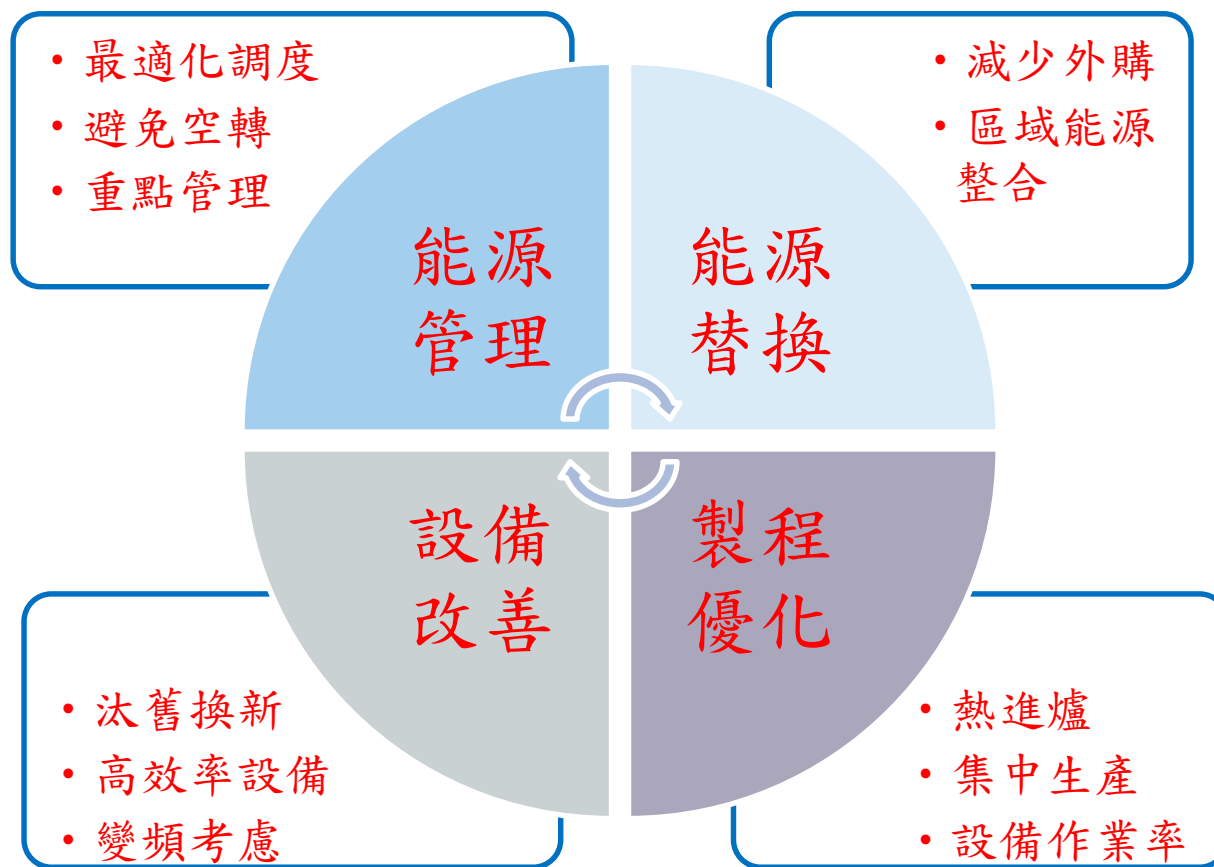 • 最適化調度
• 避免空轉
• 重點管理
• 減少外購
• 區域能源
整合
能源
管理
能源
替換
設備
改善
製程
優化
• 汰舊換新
• 高效率設備
• 變頻考慮
• 熱進爐
• 集中生產
• 設備作業率